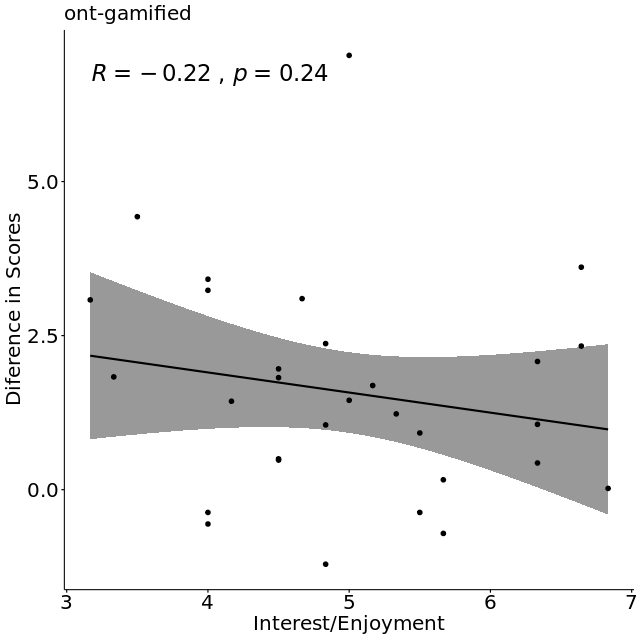 ont-gamified
R = −0.22 , p = 0.24
5.0
2.5
0.0
Diference in Scores
3 4 5 6 7
Interest/Enjoyment